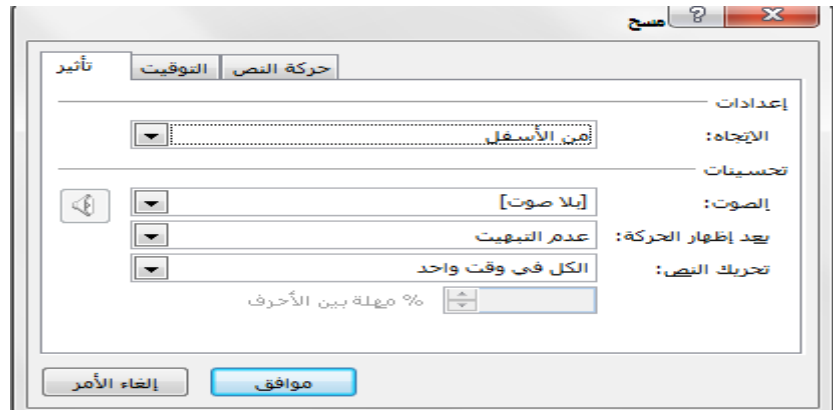 مسح
تأثير التوقيت حركة النص
إعدادات
الاتجاه: من الأسفل
تحسينات
الصوت: [بلا صوت]
بعد إظهار الحركة: عدم التبهيت
تحريك النص: الكل في وقت واحد
% مهلة بين الأحرف
موافق إلغاء الأمر